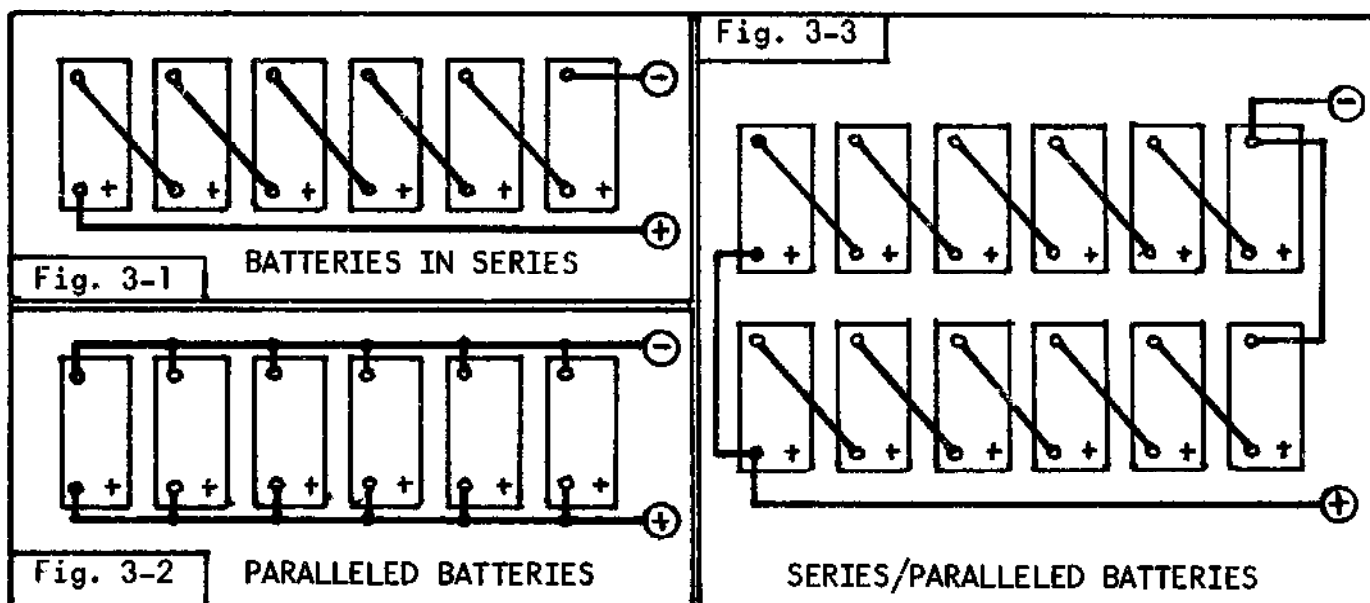 Fig. 3-3
−
−
+ + + + + +
+
BATTERIES IN SERIES
Fig. 3-1
+ + + + + +
−
+ + + + + +
+
+
Fig. 3-2
PARALLELED BATTERIES
+ + + + + +
SERIES/PARALLELED BATTERIES